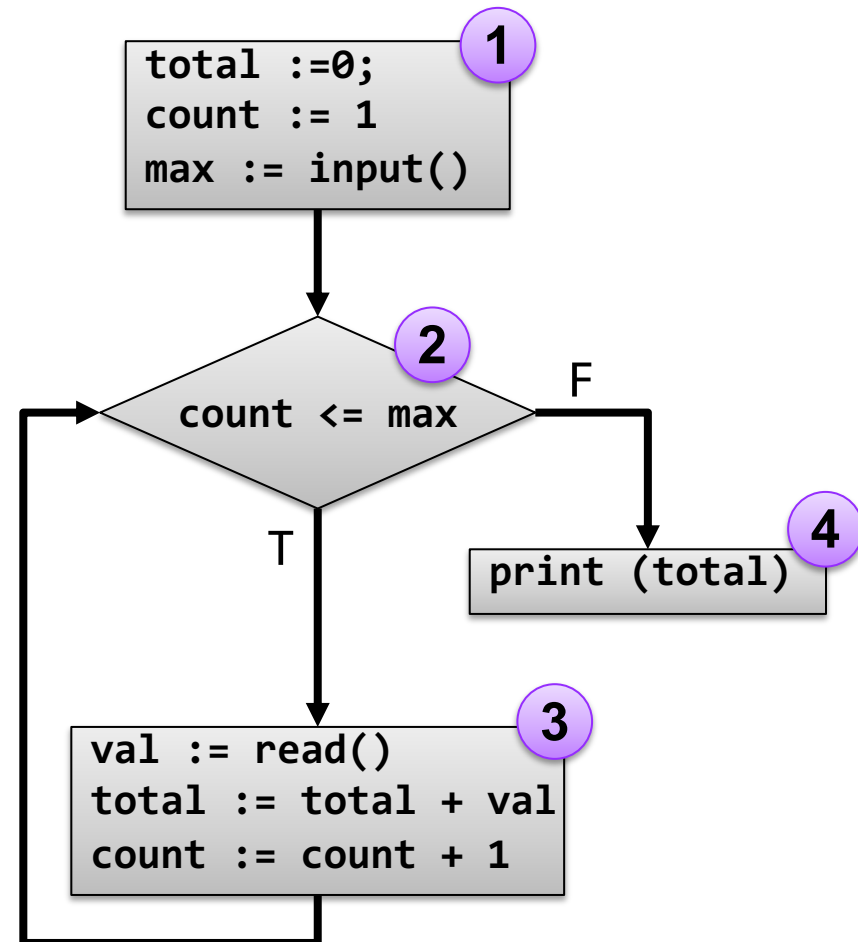 1
total :=0;
count := 1
max := input()
2
count <= max
F
T
4
print (total)
3
val := read()
total := total + val
count := count + 1